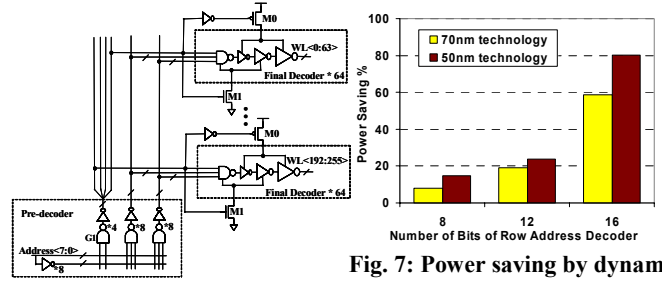 M0
WL<0:63>
Final Decoder * 64
M1
M0
WL<192:255>
Final Decoder * 64
M1
Pre-decoder
*4
*8
*8
G1
Address<7:0>
*8
100
80
60
40
20
0
Power Saving %
70nm technology
50nm technology
8
12
16
Number of Bits of Row Address Decoder
Fig. 7: Power saving by dynam